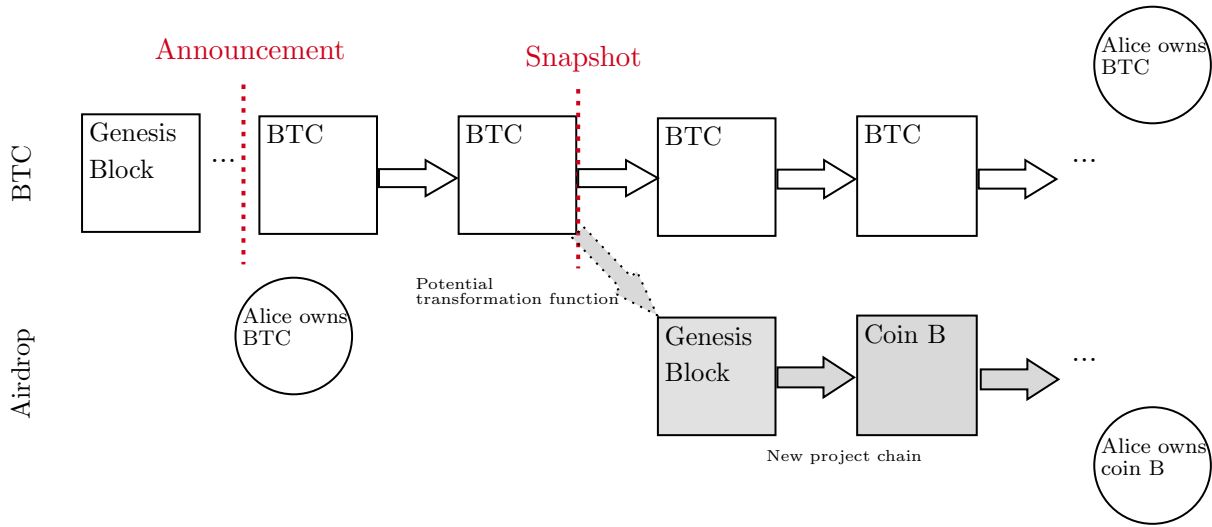 Announcement
Snapshot
Alice owns
BTC
BTC
Genesis
Block
...
BTC
BTC
BTC
BTC
...
Potential
transformation function
Alice owns
BTC
Airdrop
Genesis
Block
Coin B
...
New project chain
Alice owns
coin B